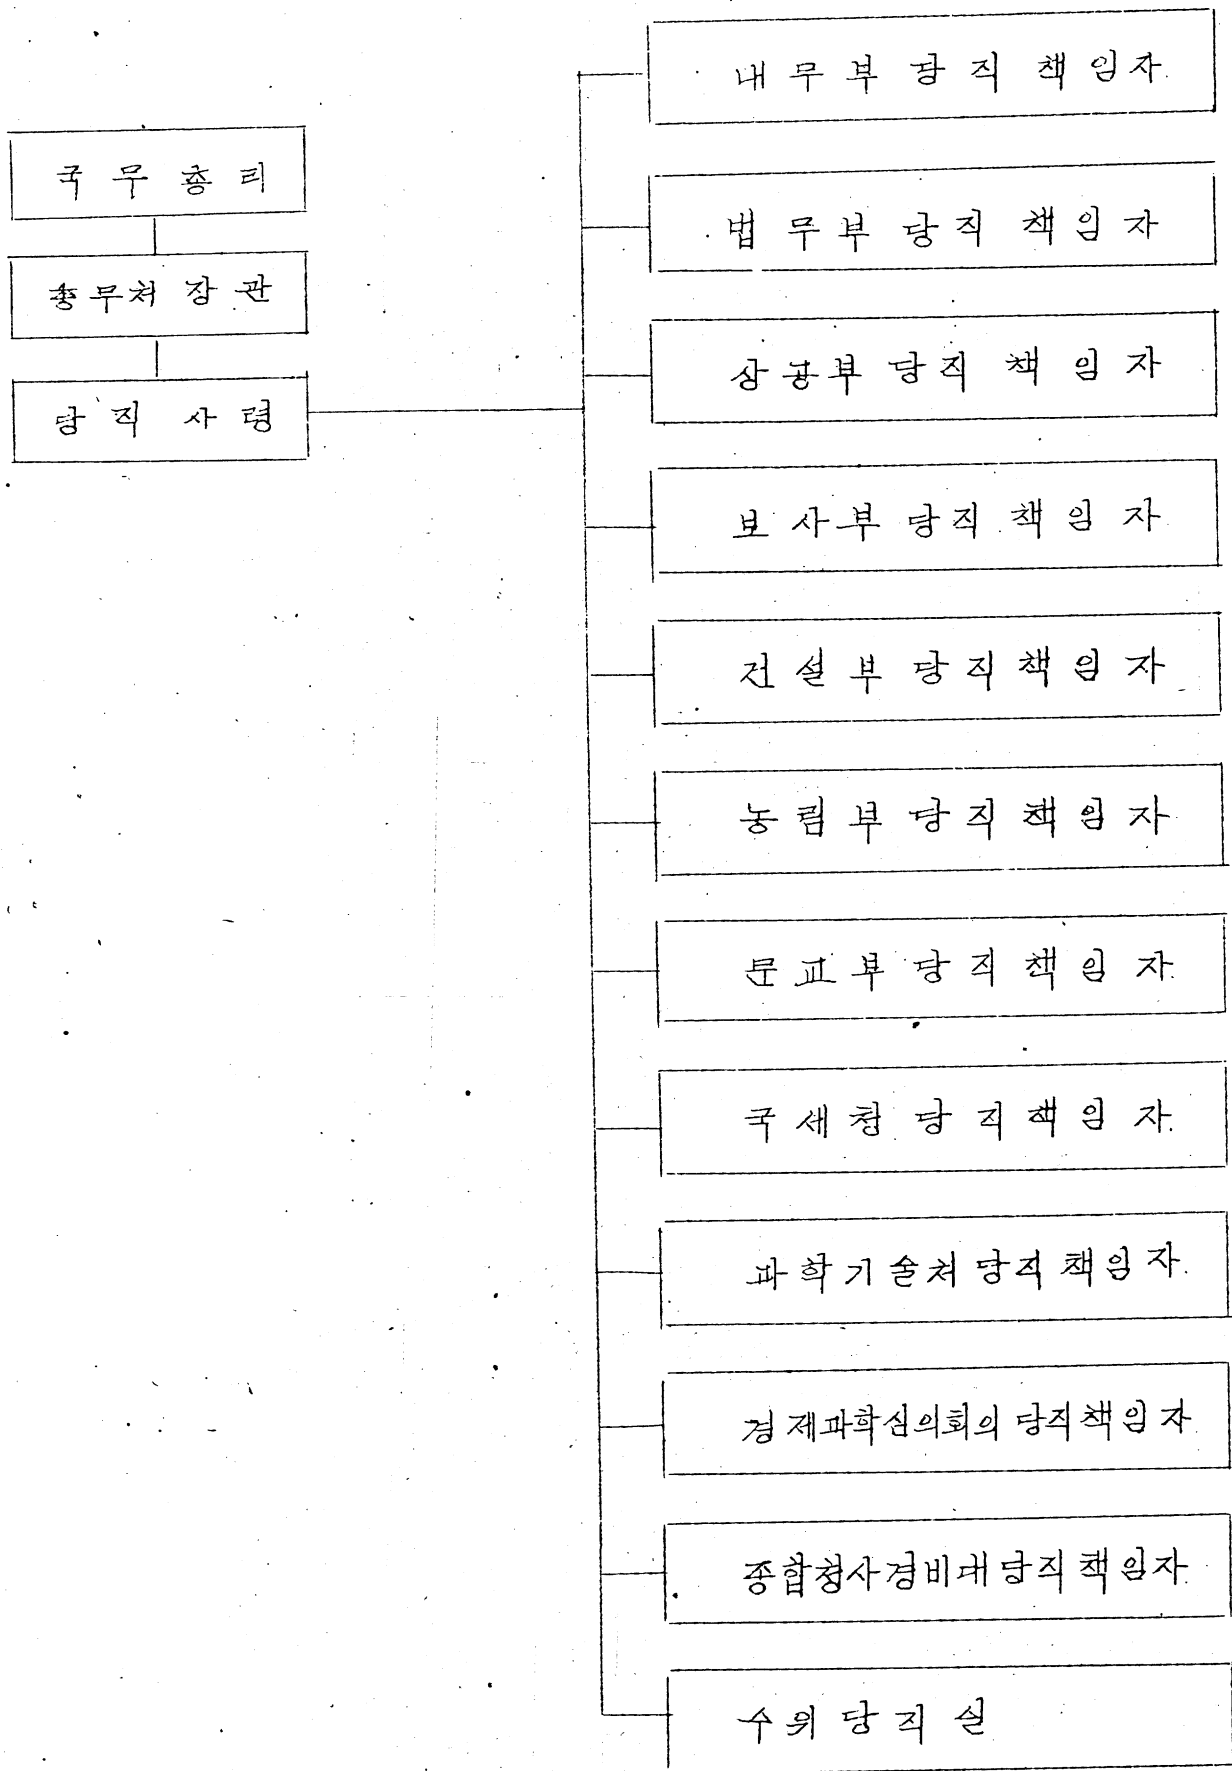 국무총리
총무처장관
당직사령
내무부당직책임자
법무부당직책임자
상공부당직책임자
보사부당직책임자
건설부당직책임자
농림부당직책임자
문교부당직책임자
국세청당직책임자
과학기술처당직책임자
경제과학심의회의당직책임자
종합청사경비대당직책임자
수위당직실